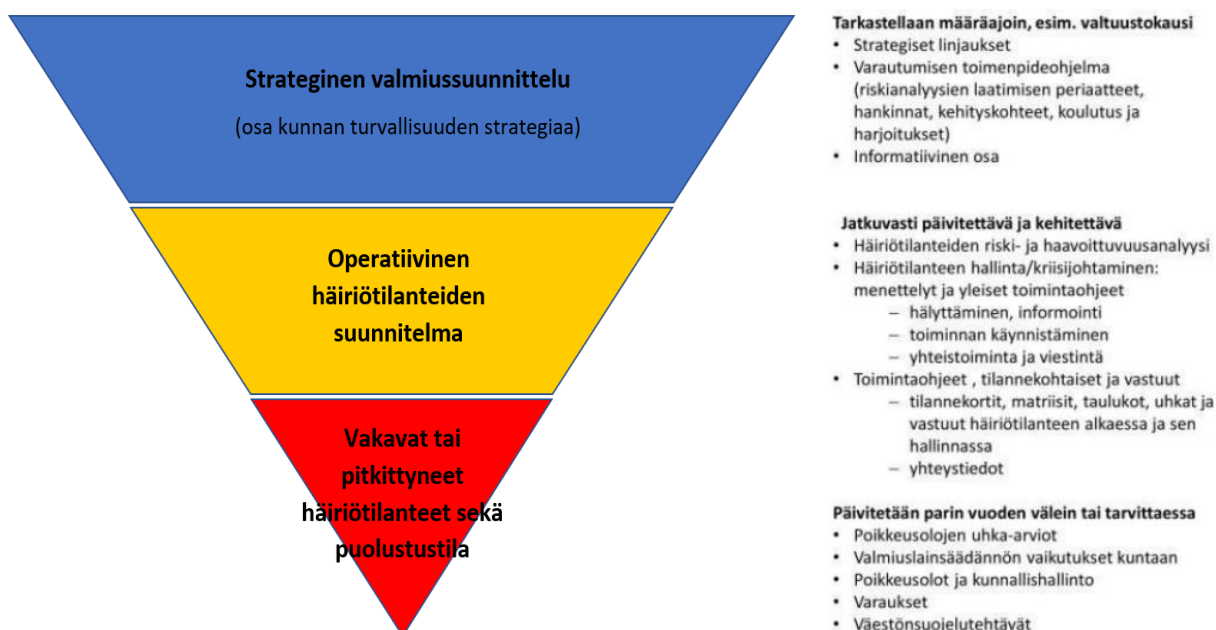 Strateginen valmiussuunnittelu
(osa kunnan turvallisuuden strategiaa)
Operatiivinen
häiriötilanteiden
suunnitelma
Vakavat tai
pitkittyneet
häiriötilanteet sekä
puolustustila
Tarkastellaan määräajoin, esim. valtuustokausi
• Strategiset linjaukset
• Varautumisen toimenpideohjelma
(riskianalyysien laatimisen periaatteet,
hankinnat, kehityskohteet, koulutus ja
harjoitukset)
• Informatiivinen osa
Jatkuvasti päivitettävä ja kehitettävä
• Häiriötilanteiden riski- ja haavoittuvuusanalyysi
• Häiriötilanteen hallinta/kriisijohtaminen:
menettelyt ja yleiset toimintaohjeet
– hälyttäminen, informointi
– toiminnan käynnistäminen
– yhteistoiminta ja viestintä
• Toimintaohjeet , tilannekohtaiset ja vastuut
– tilannekortit, matriisit, taulukot, uhkat ja
vastuut häiriötilanteen alkaessa ja sen
hallinnassa
– yhteystiedot
Päivitetään parin vuoden välein tai tarvittaessa
• Poikkeusolojen uhka-arviot
• Valmiuslainsäädännön vaikutukset kuntaan
• Poikkeusolot ja kunnallishallinto
• Varaukset
• Väestönsuojelutehtävät